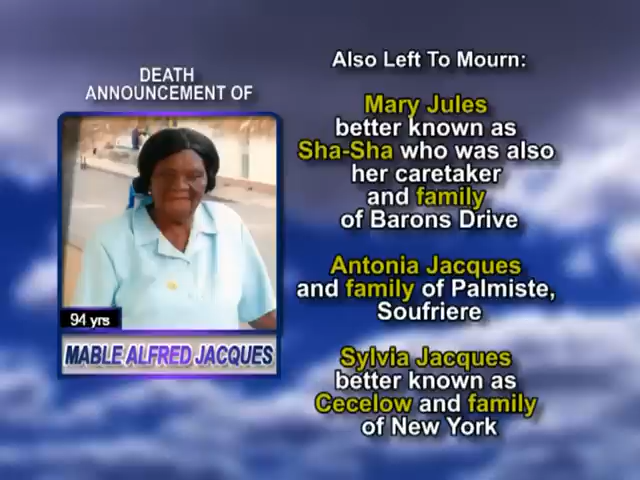 DEATH
ANNOUNCEMENT OF
94 yrs
MABLE ALFRED JACQUES
Also Left To Mourn:
Mary Jules
better known as
Sha-Sha who was also
her caretaker
and family
of Barons Drive
Antonia Jacques
and family of Palmiste,
Soufriere
Sylvia Jacques
better known as
Cecelow and family
of New York